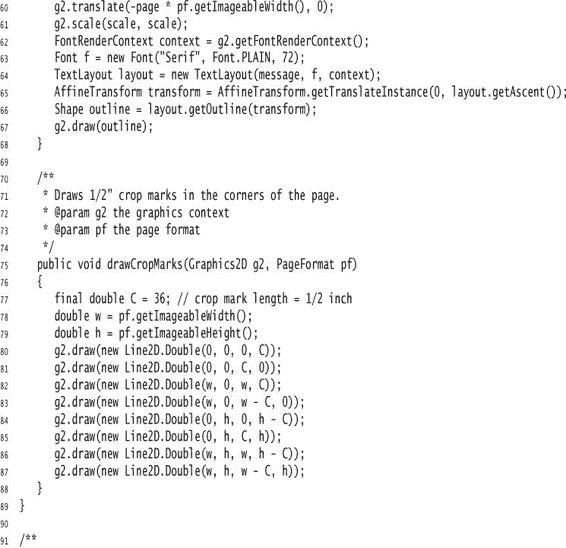 60 g2.translate(-page * pf.getImageableWidth(), 0);
61 g2.scale(scale, scale);
62 FontRenderContext context = g2.getFontRenderContext();
63 Font f = new Font("Serif", Font.PLAIN, 72);
64 TextLayout layout = new TextLayout(message, f, context);
65 AffineTransform transform = AffineTransform.getTranslateInstance(0, layout.getAscent());
66 Shape outline = layout.getOutline(transform);
67 g2.draw(outline);
68 }
69
70 /**
71 * Draws 1/2" crop marks in the corners of the page.
72 * @param g2 the graphics context
73 * @param pf the page format
74 */
75 public void drawCropMarks(Graphics2D g2, PageFormat pf)
76 {
77 final double C = 36; // crop mark length = 1/2 inch
78 double w = pf.getImageableWidth();
79 double h = pf.getImageableHeight();
80 g2.draw(new Line2D.Double(0, 0, 0, C));
81 g2.draw(new Line2D.Double(0, 0, C, 0));
82 g2.draw(new Line2D.Double(w, 0, w, C));
83 g2.draw(new Line2D.Double(w, 0, w - C, 0));
84 g2.draw(new Line2D.Double(0, h, 0, h - C));
85 g2.draw(new Line2D.Double(0, h, C, h));
86 g2.draw(new Line2D.Double(w, h, w, h - C));
87 g2.draw(new Line2D.Double(w, h, w - C, h));
88 }
89 }
90
91 /**